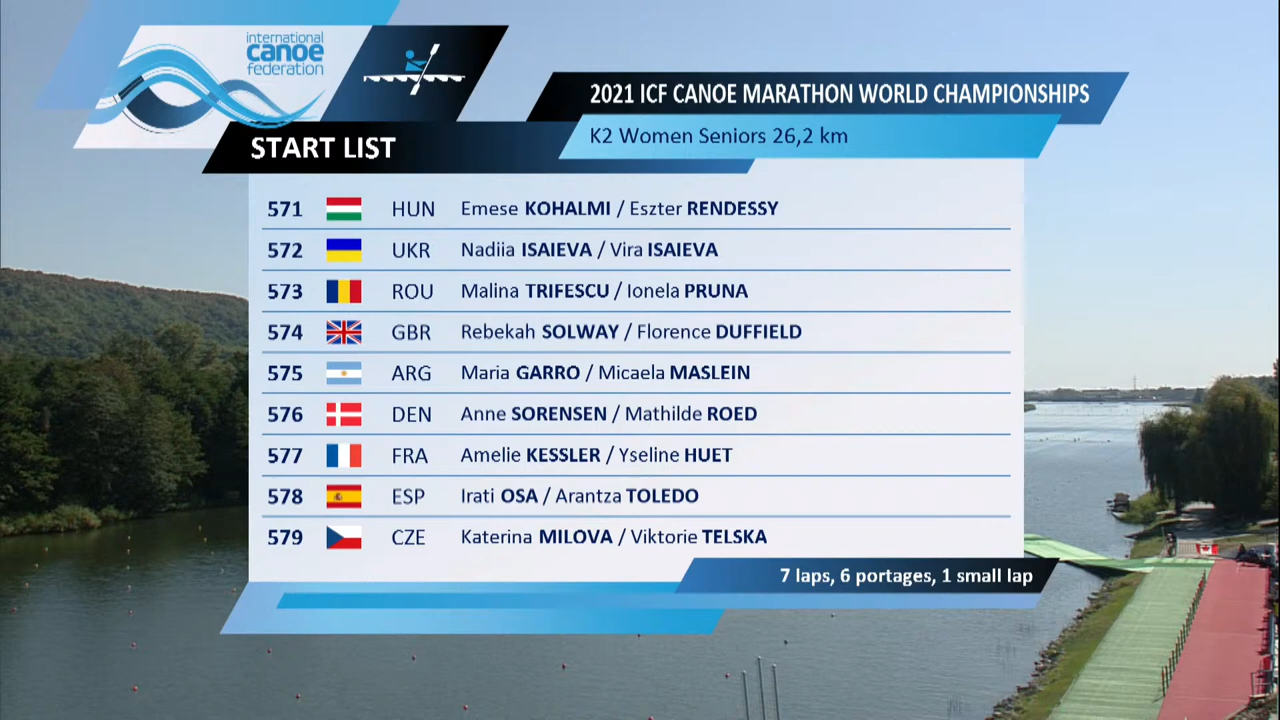 international
canoe
federation
2021 ICF CANOE MARATHON WORLD CHAMPIONSHIPS
K2 Women Seniors 26,2 km
START LIST
571 HUN Emese KOHALMI / Eszter RENDESSY
572 UKR Nadiia ISAIEVA / Vira ISAIEVA
573 ROU Malina TRIFESCU / Ionela PRUNA
574 GBR Rebekah SOLWAY / Florence DUFFIELD
575 ARG Maria GARRO / Micaela MASLEIN
576 DEN Anne SORENSEN / Mathilde ROED
577 FRA Amelie KESSLER / Yseline HUET
578 ESP Irati OSA / Arantza TOLEDO
579 CZE Katerina MILOVA / Viktorie TELSKA
7 laps, 6 portages, 1 small lap